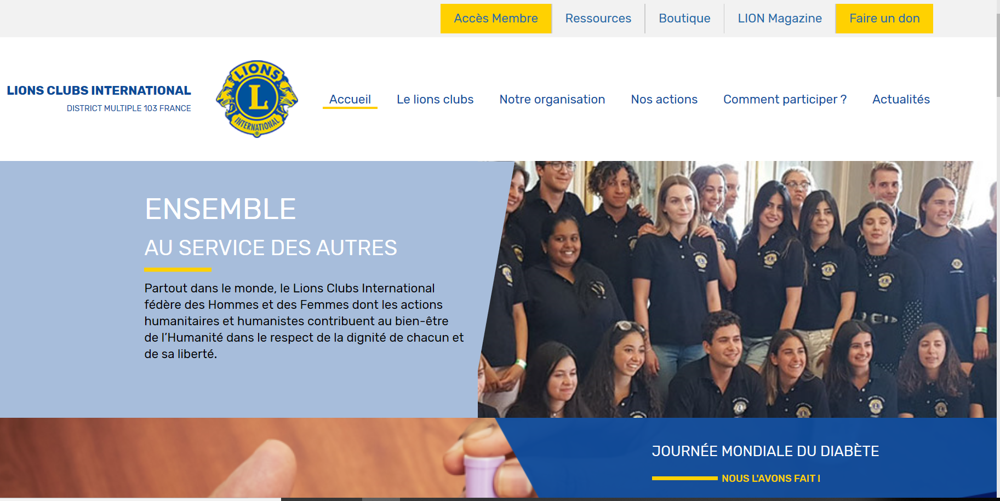 Accès Membre
Ressources
Boutique
LION Magazine
Faire un don
LIONS CLUBS INTERNATIONAL
DISTRICT MULTIPLE 103 FRANCE
LIONS
L
INTERNATIONAL
®
Accueil
Le lions clubs
Notre organisation
Nos actions
Comment participer ?
Actualités
ENSEMBLE
AU SERVICE DES AUTRES
Partout dans le monde, le Lions Clubs International
fédère des Hommes et des Femmes dont les actions
humanitaires et humanistes contribuent au bien-être
de l’Humanité dans le respect de la dignité de chacun et
de sa liberté.
JOURNÉE MONDIALE DU DIABÈTE
NOUS L'AVONS FAIT !